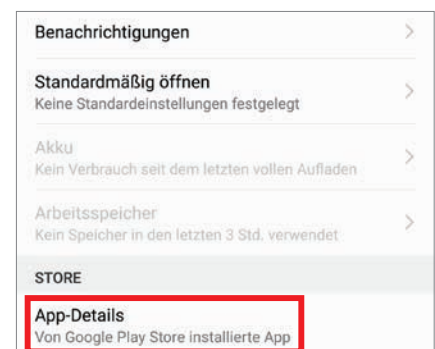 Benachrichtigungen
Standardmäßig öffnen
Keine Standardeinstellungen festgelegt
Akku
Kein Verbrauch seit dem letzten vollen Aufladen
Arbeitsspeicher
Kein Speicher in den letzten 3 Std. verwendet
STORE
App-Details
Von Google Play Store installierte App